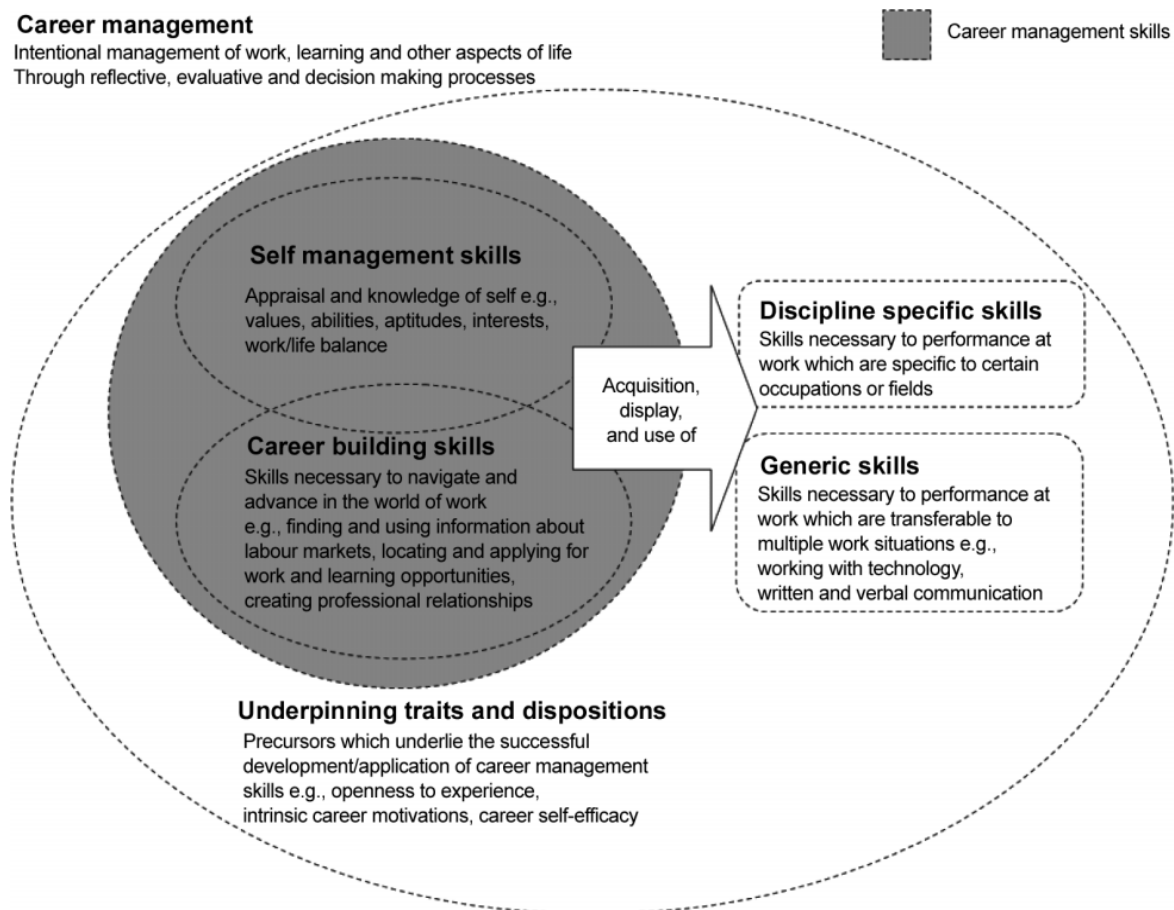 Career management
Intentional management of work, learning and other aspects of life
Through reflective, evaluative and decision making processes
Career management skills
Self management skills
Appraisal and knowledge of self e.g.,
values, abilities, aptitudes, interests,
work/life balance
Career building skills
Skills necessary to navigate and
advance in the world of work
e.g., finding and using information about
labour markets, locating and applying for
work and learning opportunities,
creating professional relationships
Acquisition,
display,
and use of
Discipline specific skills
Skills necessary to performance at
work which are specific to certain
occupations or fields
Generic skills
Skills necessary to performance at
work which are transferable to
multiple work situations e.g.,
working with technology,
written and verbal communication
Underpinning traits and dispositions
Precursors which underlie the successful
development/application of career management
skills e.g., openness to experience,
intrinsic career motivations, career self-efficacy